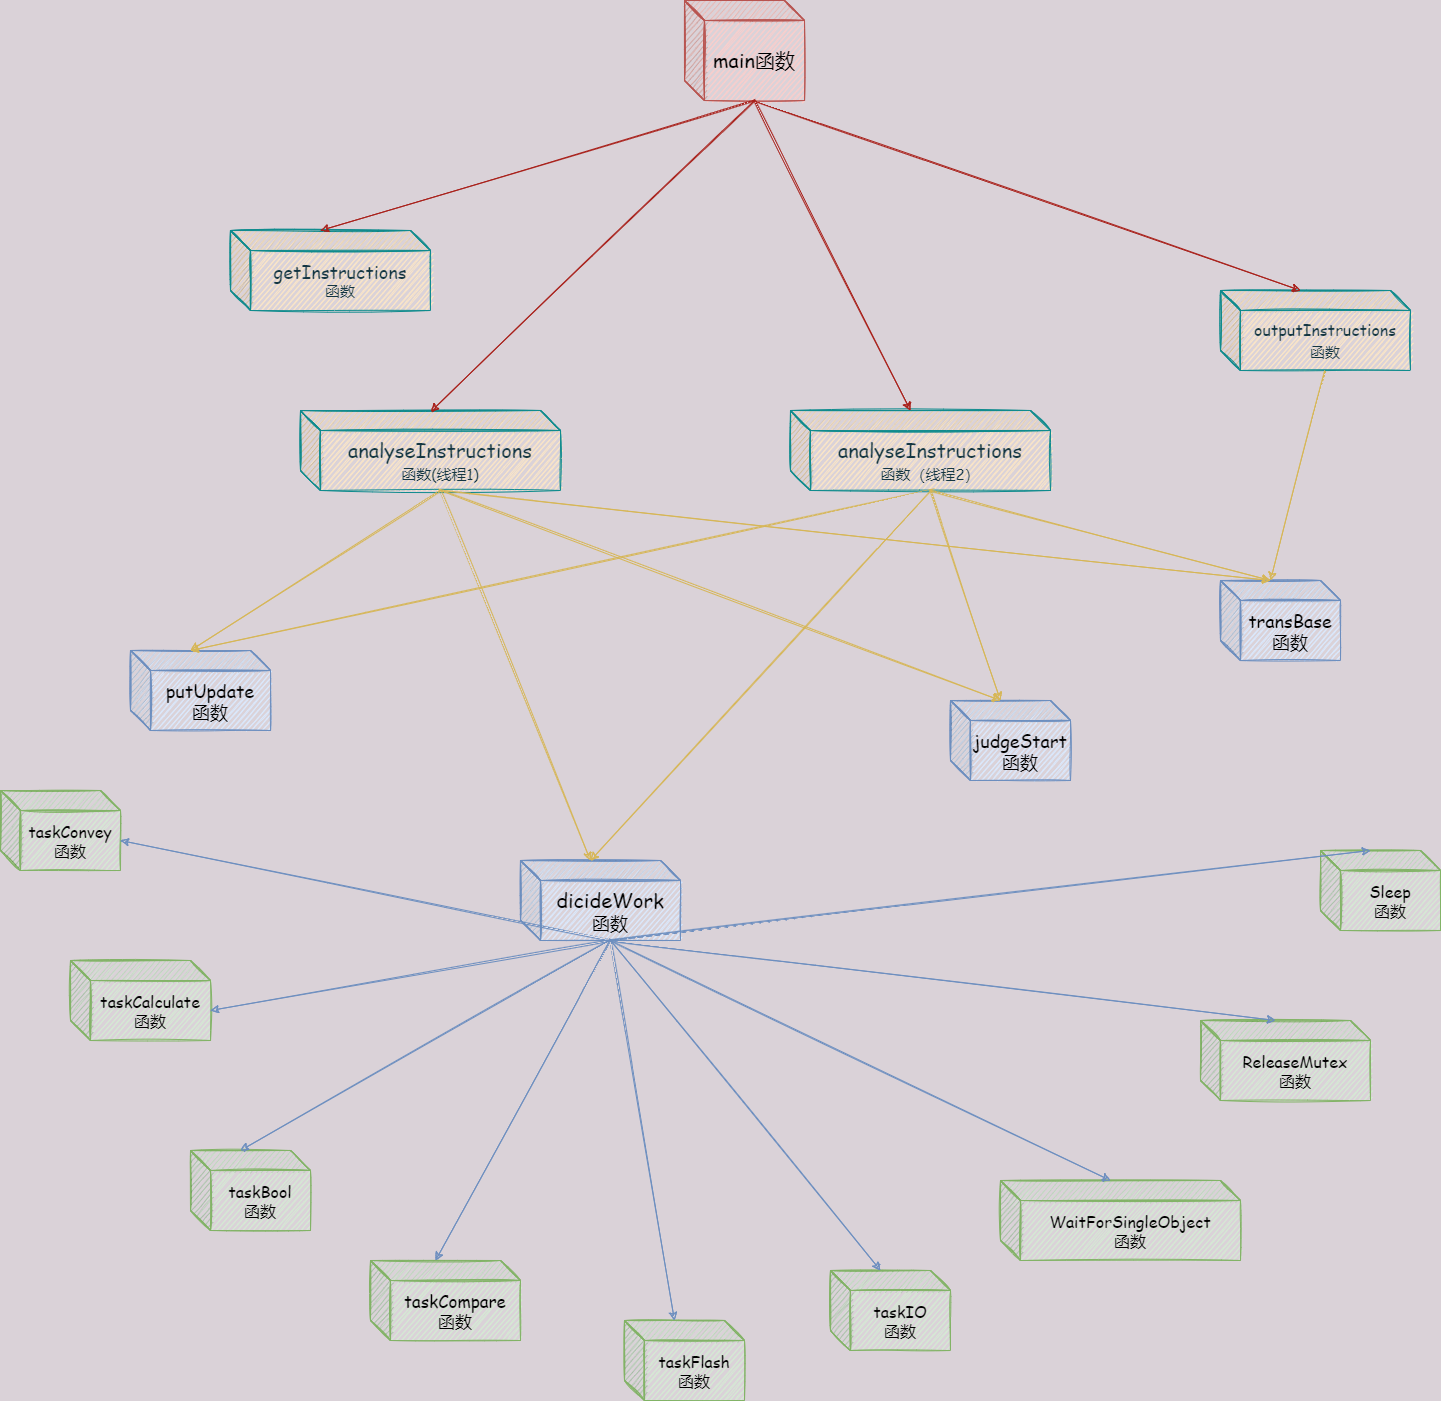 main函数
getInstructions
函数
outputInstructions
函数
analyseInstructions
函数(线程1)
analyseInstructions
函数（线程2）
transBase
函数
putUpdate
函数
judgeStart
函数
taskConvey
函数
dicideWork
函数
Sleep
函数
taskCalculate
函数
ReleaseMutex
函数
taskBool
函数
WaitForSingleObject
函数
taskCompare
函数
taskIO
函数
taskFlash
函数